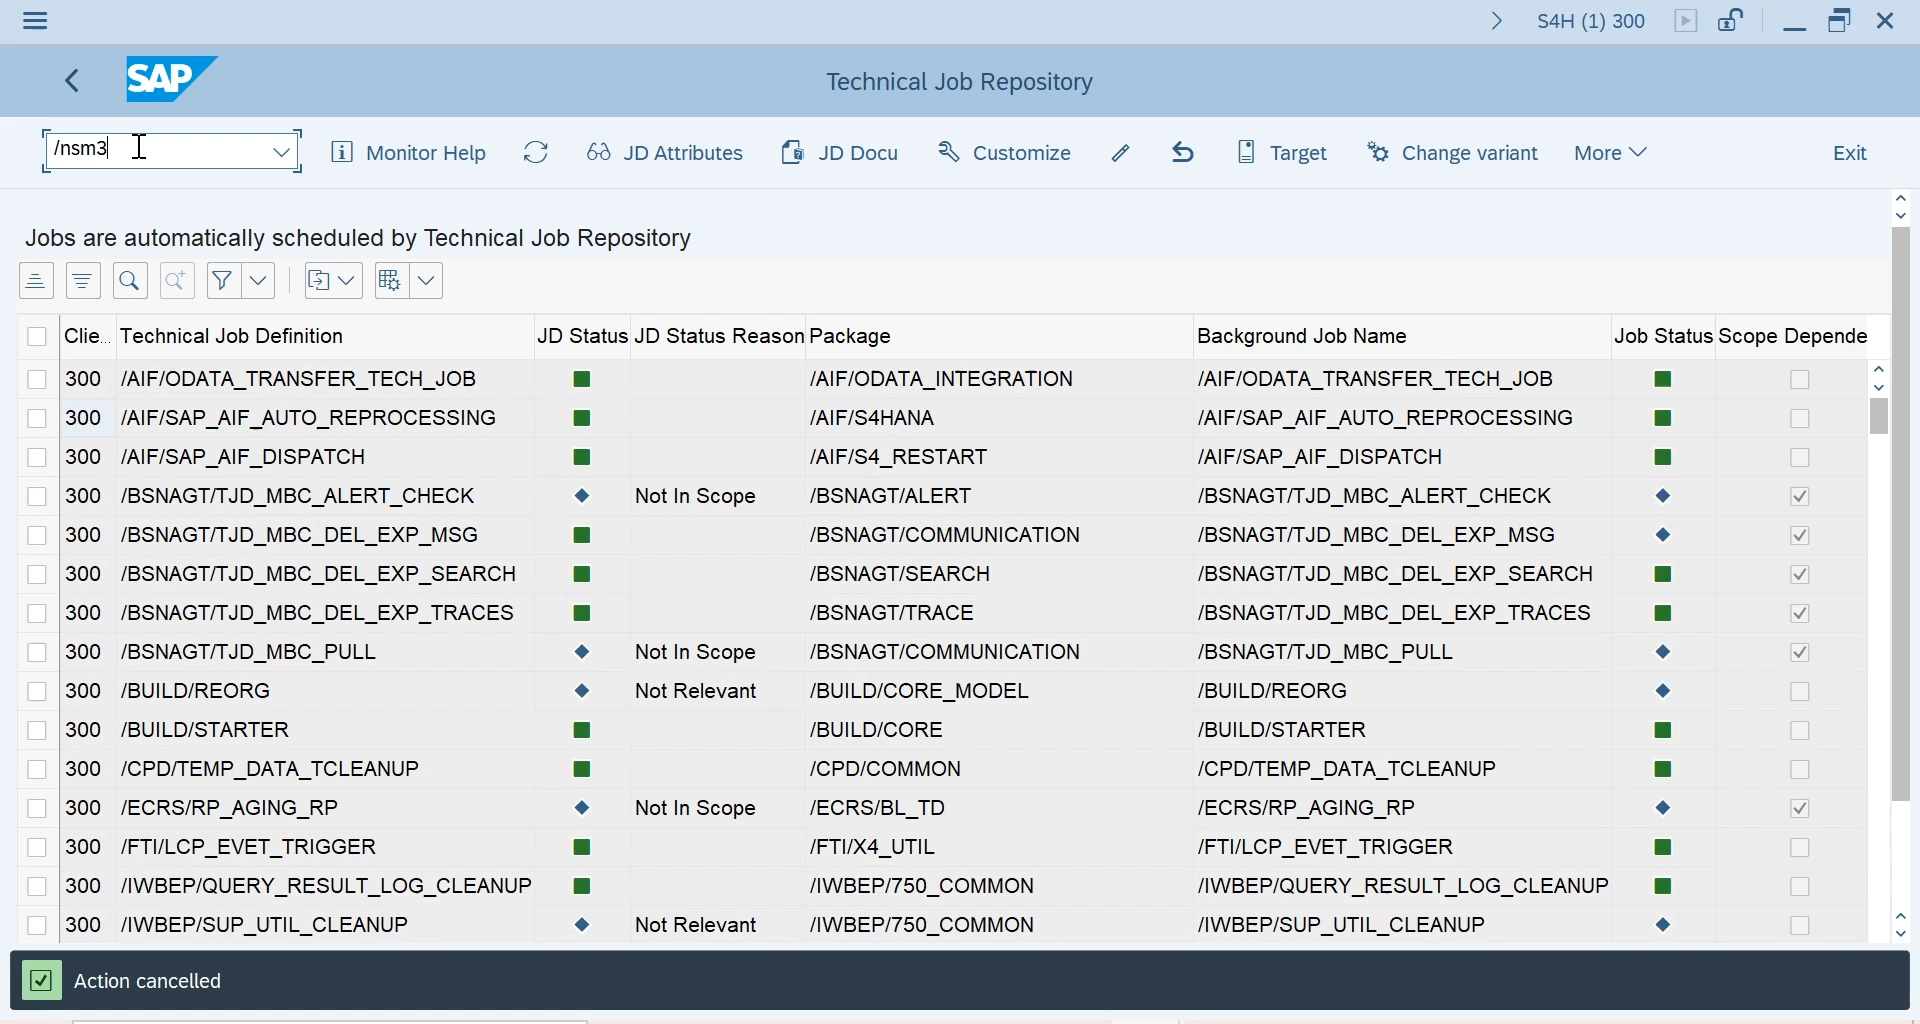 S4H (1) 300
SAP
Technical Job Repository
/nsm3 Monitor Help JD Attributes JD Docu Customize Target Change variant More Exit
Jobs are automatically scheduled by Technical Job Repository
Clie... Technical Job Definition JD Status JD Status Reason Package Background Job Name Job Status Scope Depende
300 /AIF/ODATA_TRANSFER_TECH_JOB /AIF/ODATA_INTEGRATION /AIF/ODATA_TRANSFER_TECH_JOB
300 /AIF/SAP_AIF_AUTO_REPROCESSING /AIF/S4HANA /AIF/SAP_AIF_AUTO_REPROCESSING
300 /AIF/SAP_AIF_DISPATCH /AIF/S4_RESTART /AIF/SAP_AIF_DISPATCH
300 /BSNAGT/TJD_MBC_ALERT_CHECK Not In Scope /BSNAGT/ALERT /BSNAGT/TJD_MBC_ALERT_CHECK
300 /BSNAGT/TJD_MBC_DEL_EXP_MSG /BSNAGT/COMMUNICATION /BSNAGT/TJD_MBC_DEL_EXP_MSG
300 /BSNAGT/TJD_MBC_DEL_EXP_SEARCH /BSNAGT/SEARCH /BSNAGT/TJD_MBC_DEL_EXP_SEARCH
300 /BSNAGT/TJD_MBC_DEL_EXP_TRACES /BSNAGT/TRACE /BSNAGT/TJD_MBC_DEL_EXP_TRACES
300 /BSNAGT/TJD_MBC_PULL Not In Scope /BSNAGT/COMMUNICATION /BSNAGT/TJD_MBC_PULL
300 /BUILD/REORG Not Relevant /BUILD/CORE_MODEL /BUILD/REORG
300 /BUILD/STARTER /BUILD/CORE /BUILD/STARTER
300 /CPD/TEMP_DATA_TCLEANUP /CPD/COMMON /CPD/TEMP_DATA_TCLEANUP
300 /ECRS/RP_AGING_RP Not In Scope /ECRS/BL_TD /ECRS/RP_AGING_RP
300 /FTI/LCP_EVET_TRIGGER /FTI/X4_UTIL /FTI/LCP_EVET_TRIGGER
300 /IWBEP/QUERY_RESULT_LOG_CLEANUP /IWBEP/750_COMMON /IWBEP/QUERY_RESULT_LOG_CLEANUP
300 /IWBEP/SUP_UTIL_CLEANUP Not Relevant /IWBEP/750_COMMON /IWBEP/SUP_UTIL_CLEANUP
Action cancelled